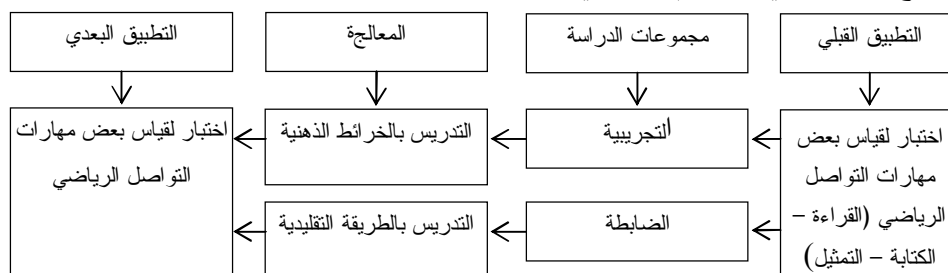 التطبيق القبلي
مجموعات الدراسة
المعالجة
التطبيق البعدي
اختبار لقياس بعض
مهارات التواصل
الرياضي (القراءة –
الكتابة – التمثيل)
ألتجريبية
التدريس بالخرائط الذهنية
اختبار لقياس بعض مهارات
التواصل الرياضي
الضابطة
التدريس بالطريقة التقليدية